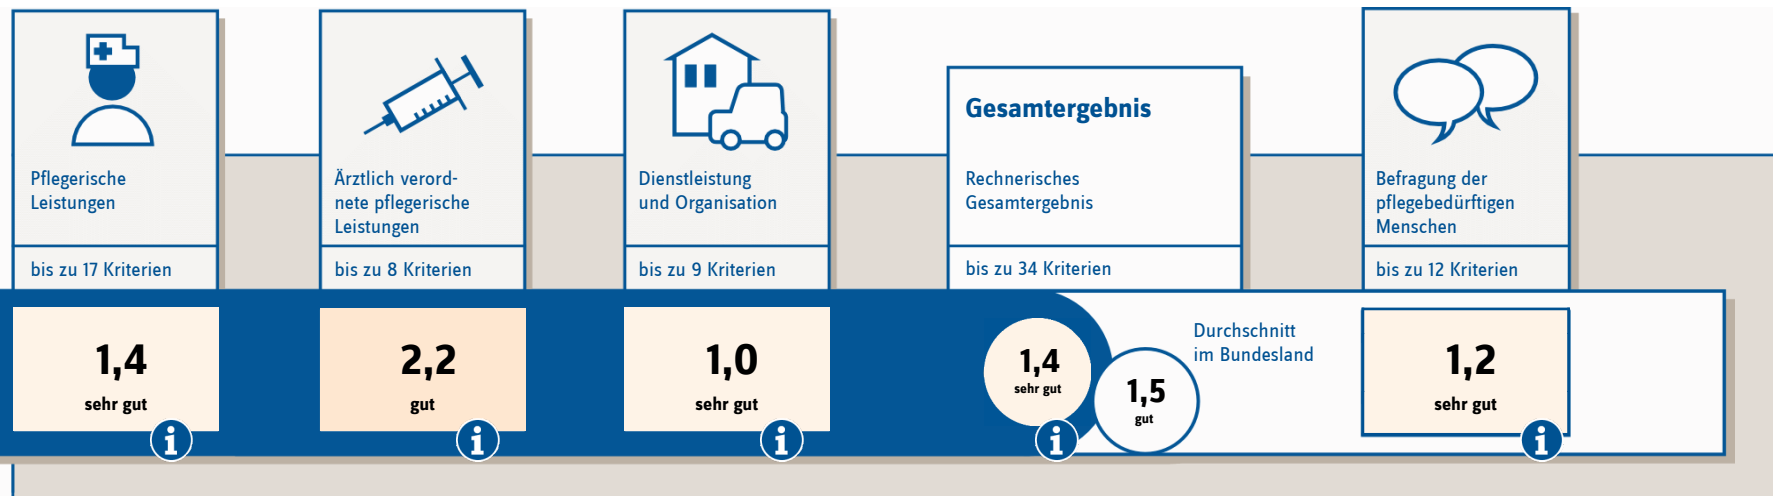 Pflegerische
Leistungen
bis zu 17 Kriterien
1,4
sehr gut
i
Ärztlich verord-
nete pflegerische
Leistungen
bis zu 8 Kriterien
2,2
gut
i
Dienstleistung
und Organisation
bis zu 9 Kriterien
1,0
sehr gut
i
Gesamtergebnis
Rechnerisches
Gesamtergebnis
bis zu 34 Kriterien
1,4
sehr gut
i
1,5
gut
Durchschnitt
im Bundesland
Befragung der
pflegebedürftigen
Menschen
bis zu 12 Kriterien
1,2
sehr gut
i